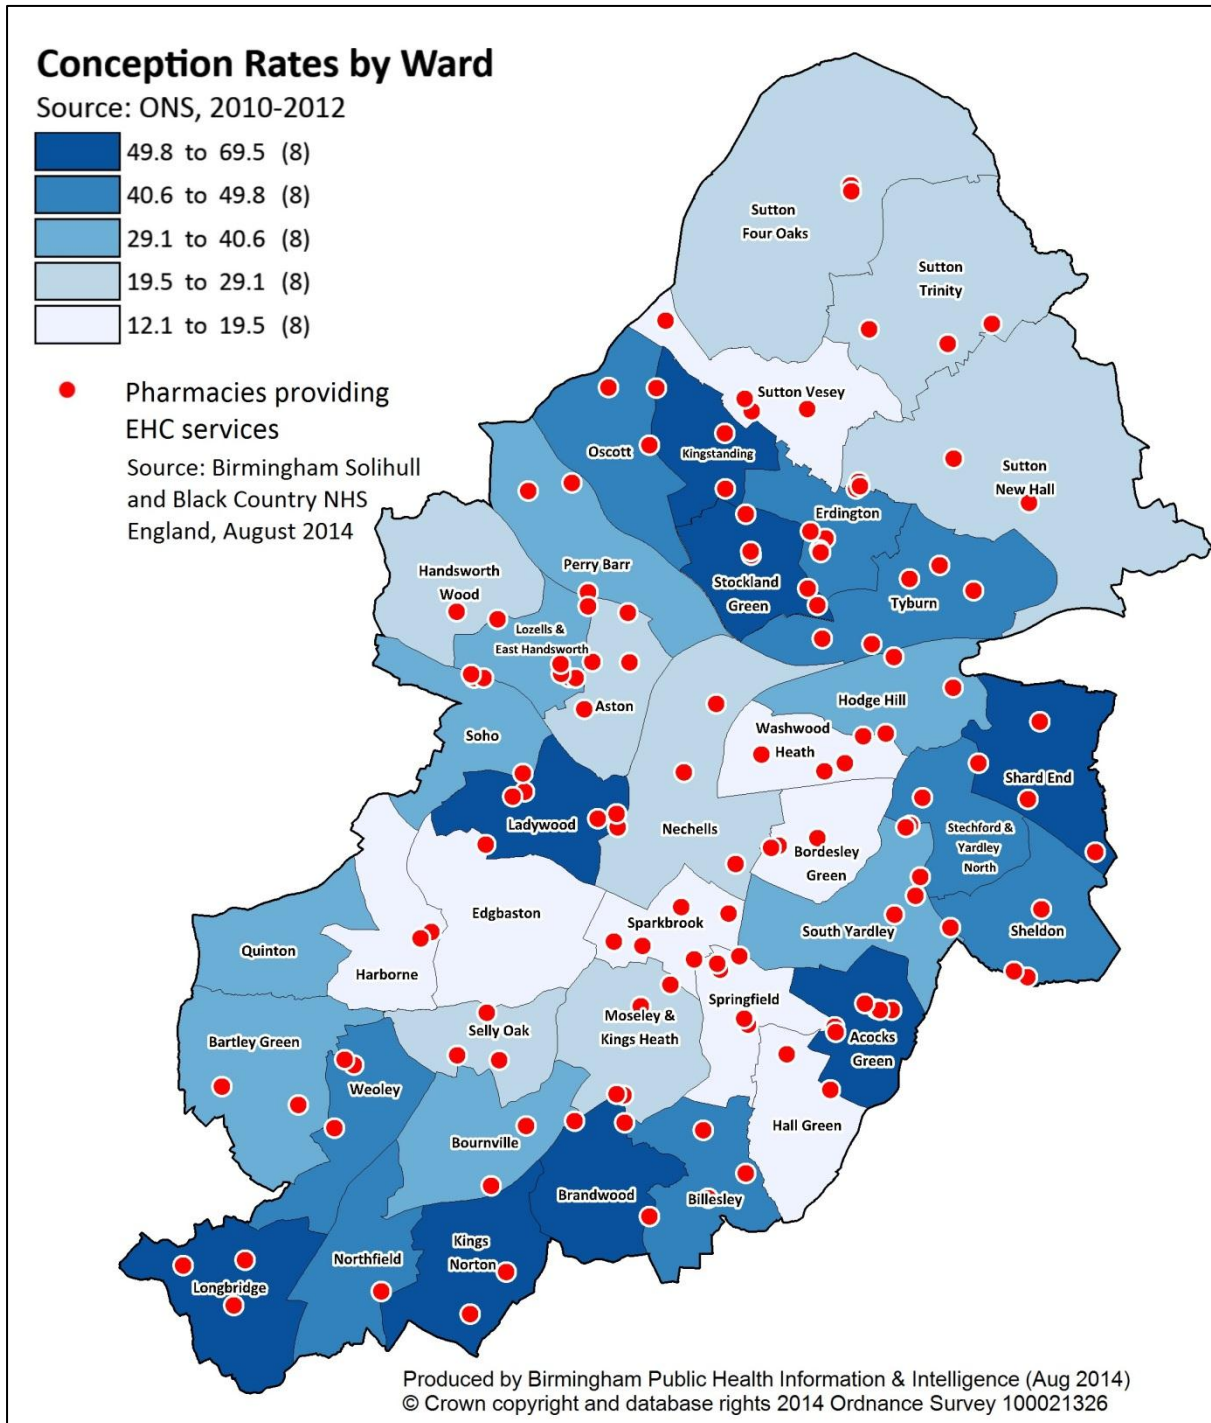 Conception Rates by Ward
Source: ONS, 2010-2012
49.8 to 69.5 (8)
40.6 to 49.8 (8)
29.1 to 40.6 (8)
19.5 to 29.1 (8)
12.1 to 19.5 (8)
Pharmacies providing
EHC services
Source: Birmingham Solihull
and Black Country NHS
England, August 2014
Sutton
Four Oaks
Sutton
Trinity
Sutton Vesey
Oscott
Kingstanding
Sutton
New Hall
Erdington
Perry Barr
Handsworth
Wood
Stockland
Green
Tyburn
Lozells &
East Handsworth
Aston
Hodge Hill
Soho
Washwood
Heath
Shard End
Ladywood
Nechells
Stechford &
Yardley
North
Bordesley
Green
Edgbaston
Sparkbrook
South Yardley
Sheldon
Quinton
Harborne
Springfield
Moseley &
Kings Heath
Selly Oak
Acocks
Green
Bartley Green
Weoley
Hall Green
Bournville
Brandwood
Billesley
Kings
Norton
Northfield
Longbridge
Produced by Birmingham Public Health Information & Intelligence (Aug 2014)
© Crown copyright and database rights 2014 Ordnance Survey 100021326